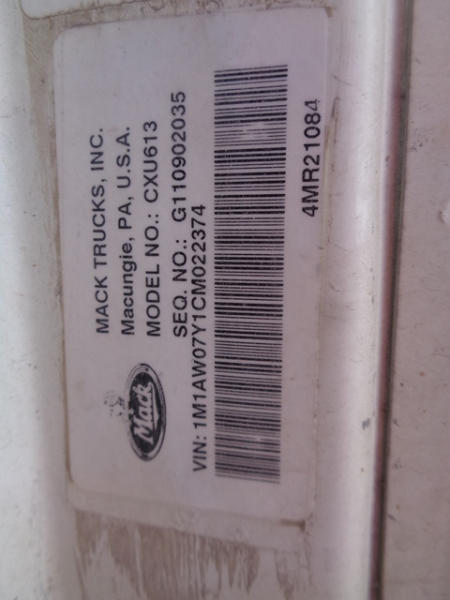 MACK TRUCKS, INC.
Macungie, PA, U.S.A.
MODEL NO.: CXU613
SEQ. NO.: G110902035
Mack
VIN: 1M1AW07Y1CM022374
4MR21084